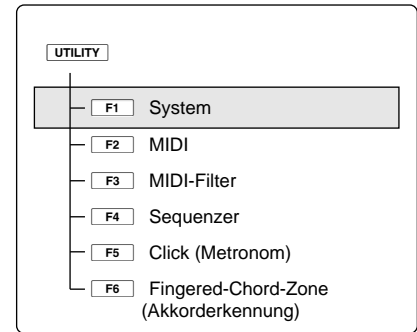 UTILITY
F1 System
F2 MIDI
F3 MIDI-Filter
F4 Sequenzer
F5 Click (Metronom)
F6 Fingered-Chord-Zone
(Akkorderkennung)